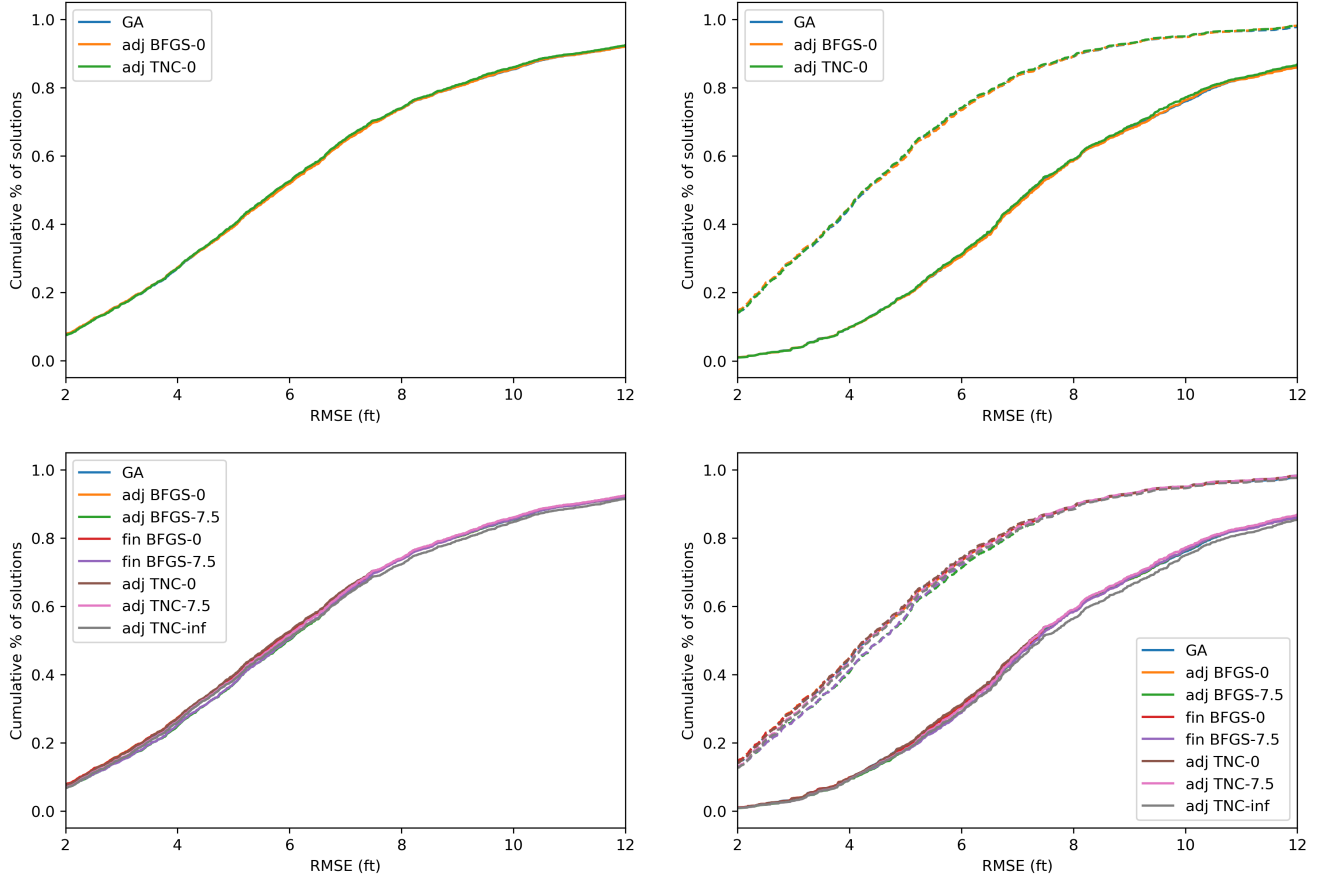 GA
adj BFGS-0
adj TNC-0
Cumulative % of solutions
1.0
0.8
0.6
0.4
0.2
0.0
2
4
6
8
10
12
RMSE (ft)
GA
adj BFGS-0
adj TNC-0
Cumulative % of solutions
1.0
0.8
0.6
0.4
0.2
0.0
2
4
6
8
10
12
RMSE (ft)
GA
adj BFGS-0
adj BFGS-7.5
fin BFGS-0
fin BFGS-7.5
adj TNC-0
adj TNC-7.5
adj TNC-inf
Cumulative % of solutions
1.0
0.8
0.6
0.4
0.2
0.0
2
4
6
8
10
12
RMSE (ft)
GA
adj BFGS-0
adj BFGS-7.5
fin BFGS-0
fin BFGS-7.5
adj TNC-0
adj TNC-7.5
adj TNC-inf
Cumulative % of solutions
1.0
0.8
0.6
0.4
0.2
0.0
2
4
6
8
10
12
RMSE (ft)